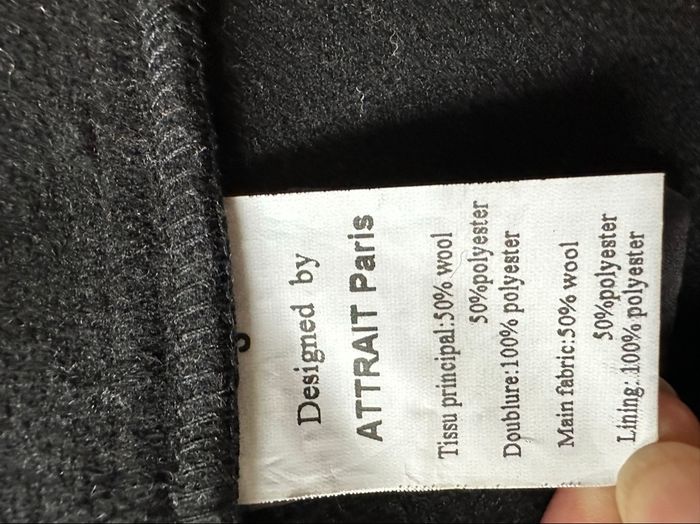 Designed by
ATTRAIT Paris
Tissu principal:50% wool
50%polyester
Doublure:100% polyester
Main fabric:50% wool
50%polyester
Lining: 100% polyester